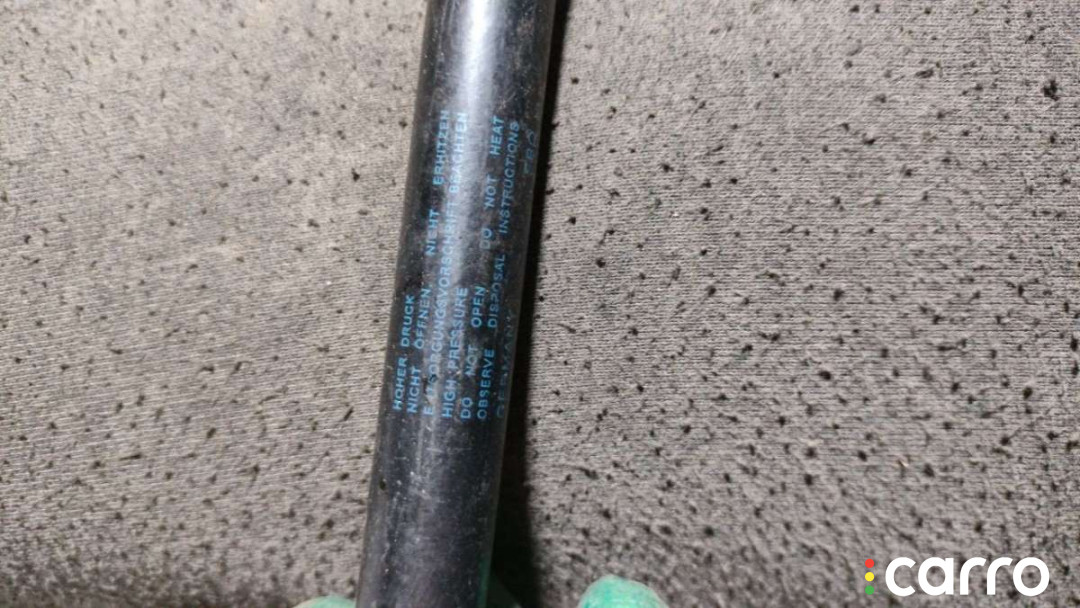 HOHER DRUCK
NICHT ÖFFNEN, NICHT ERHITZEN
ENTSORGUNGSVORSCHRIFT BEACHTEN
HIGH PRESSURE
DO NOT OPEN DO NOT HEAT
OBSERVE DISPOSAL INSTRUCTIONS
GERMANY
carro